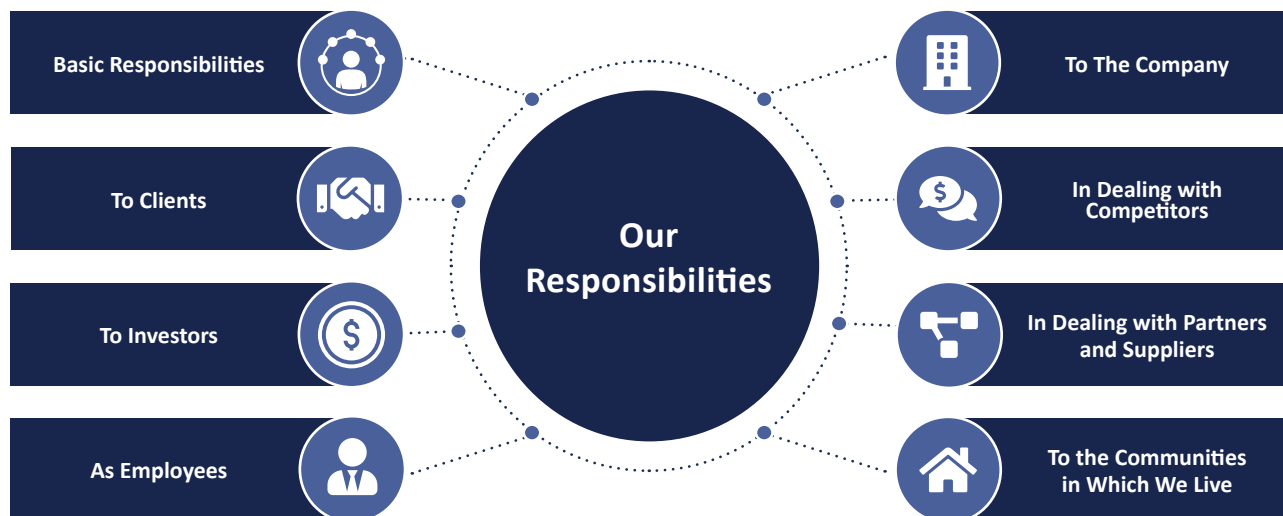 Basic Responsibilities
To Clients
To Investors
As Employees
Our
Responsibilities
To The Company
In Dealing with
Competitors
In Dealing with Partners
and Suppliers
To the Communities
in Which We Live
$
$